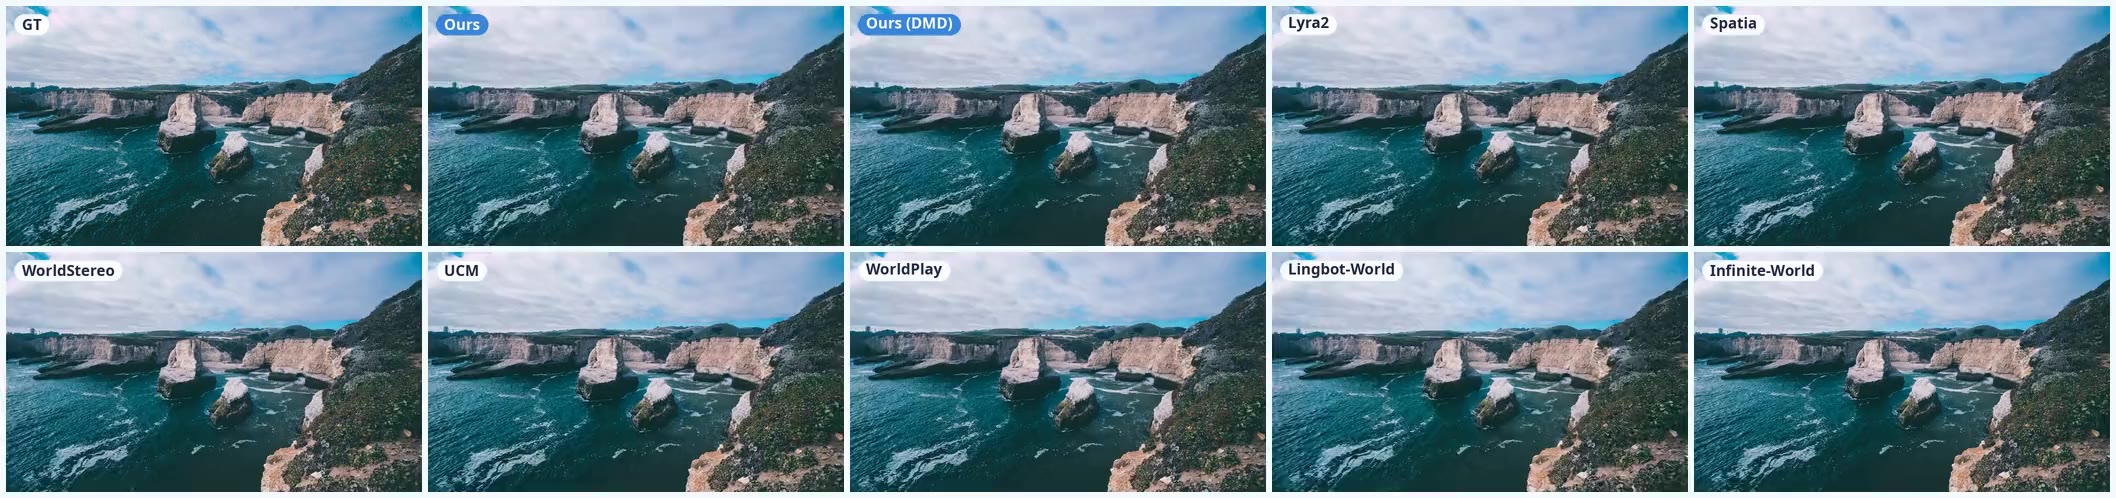 GT
Ours
Ours (DMD)
Lyra2
Spatia
WorldStereo
UCM
WorldPlay
Lingbot-World
Infinite-World